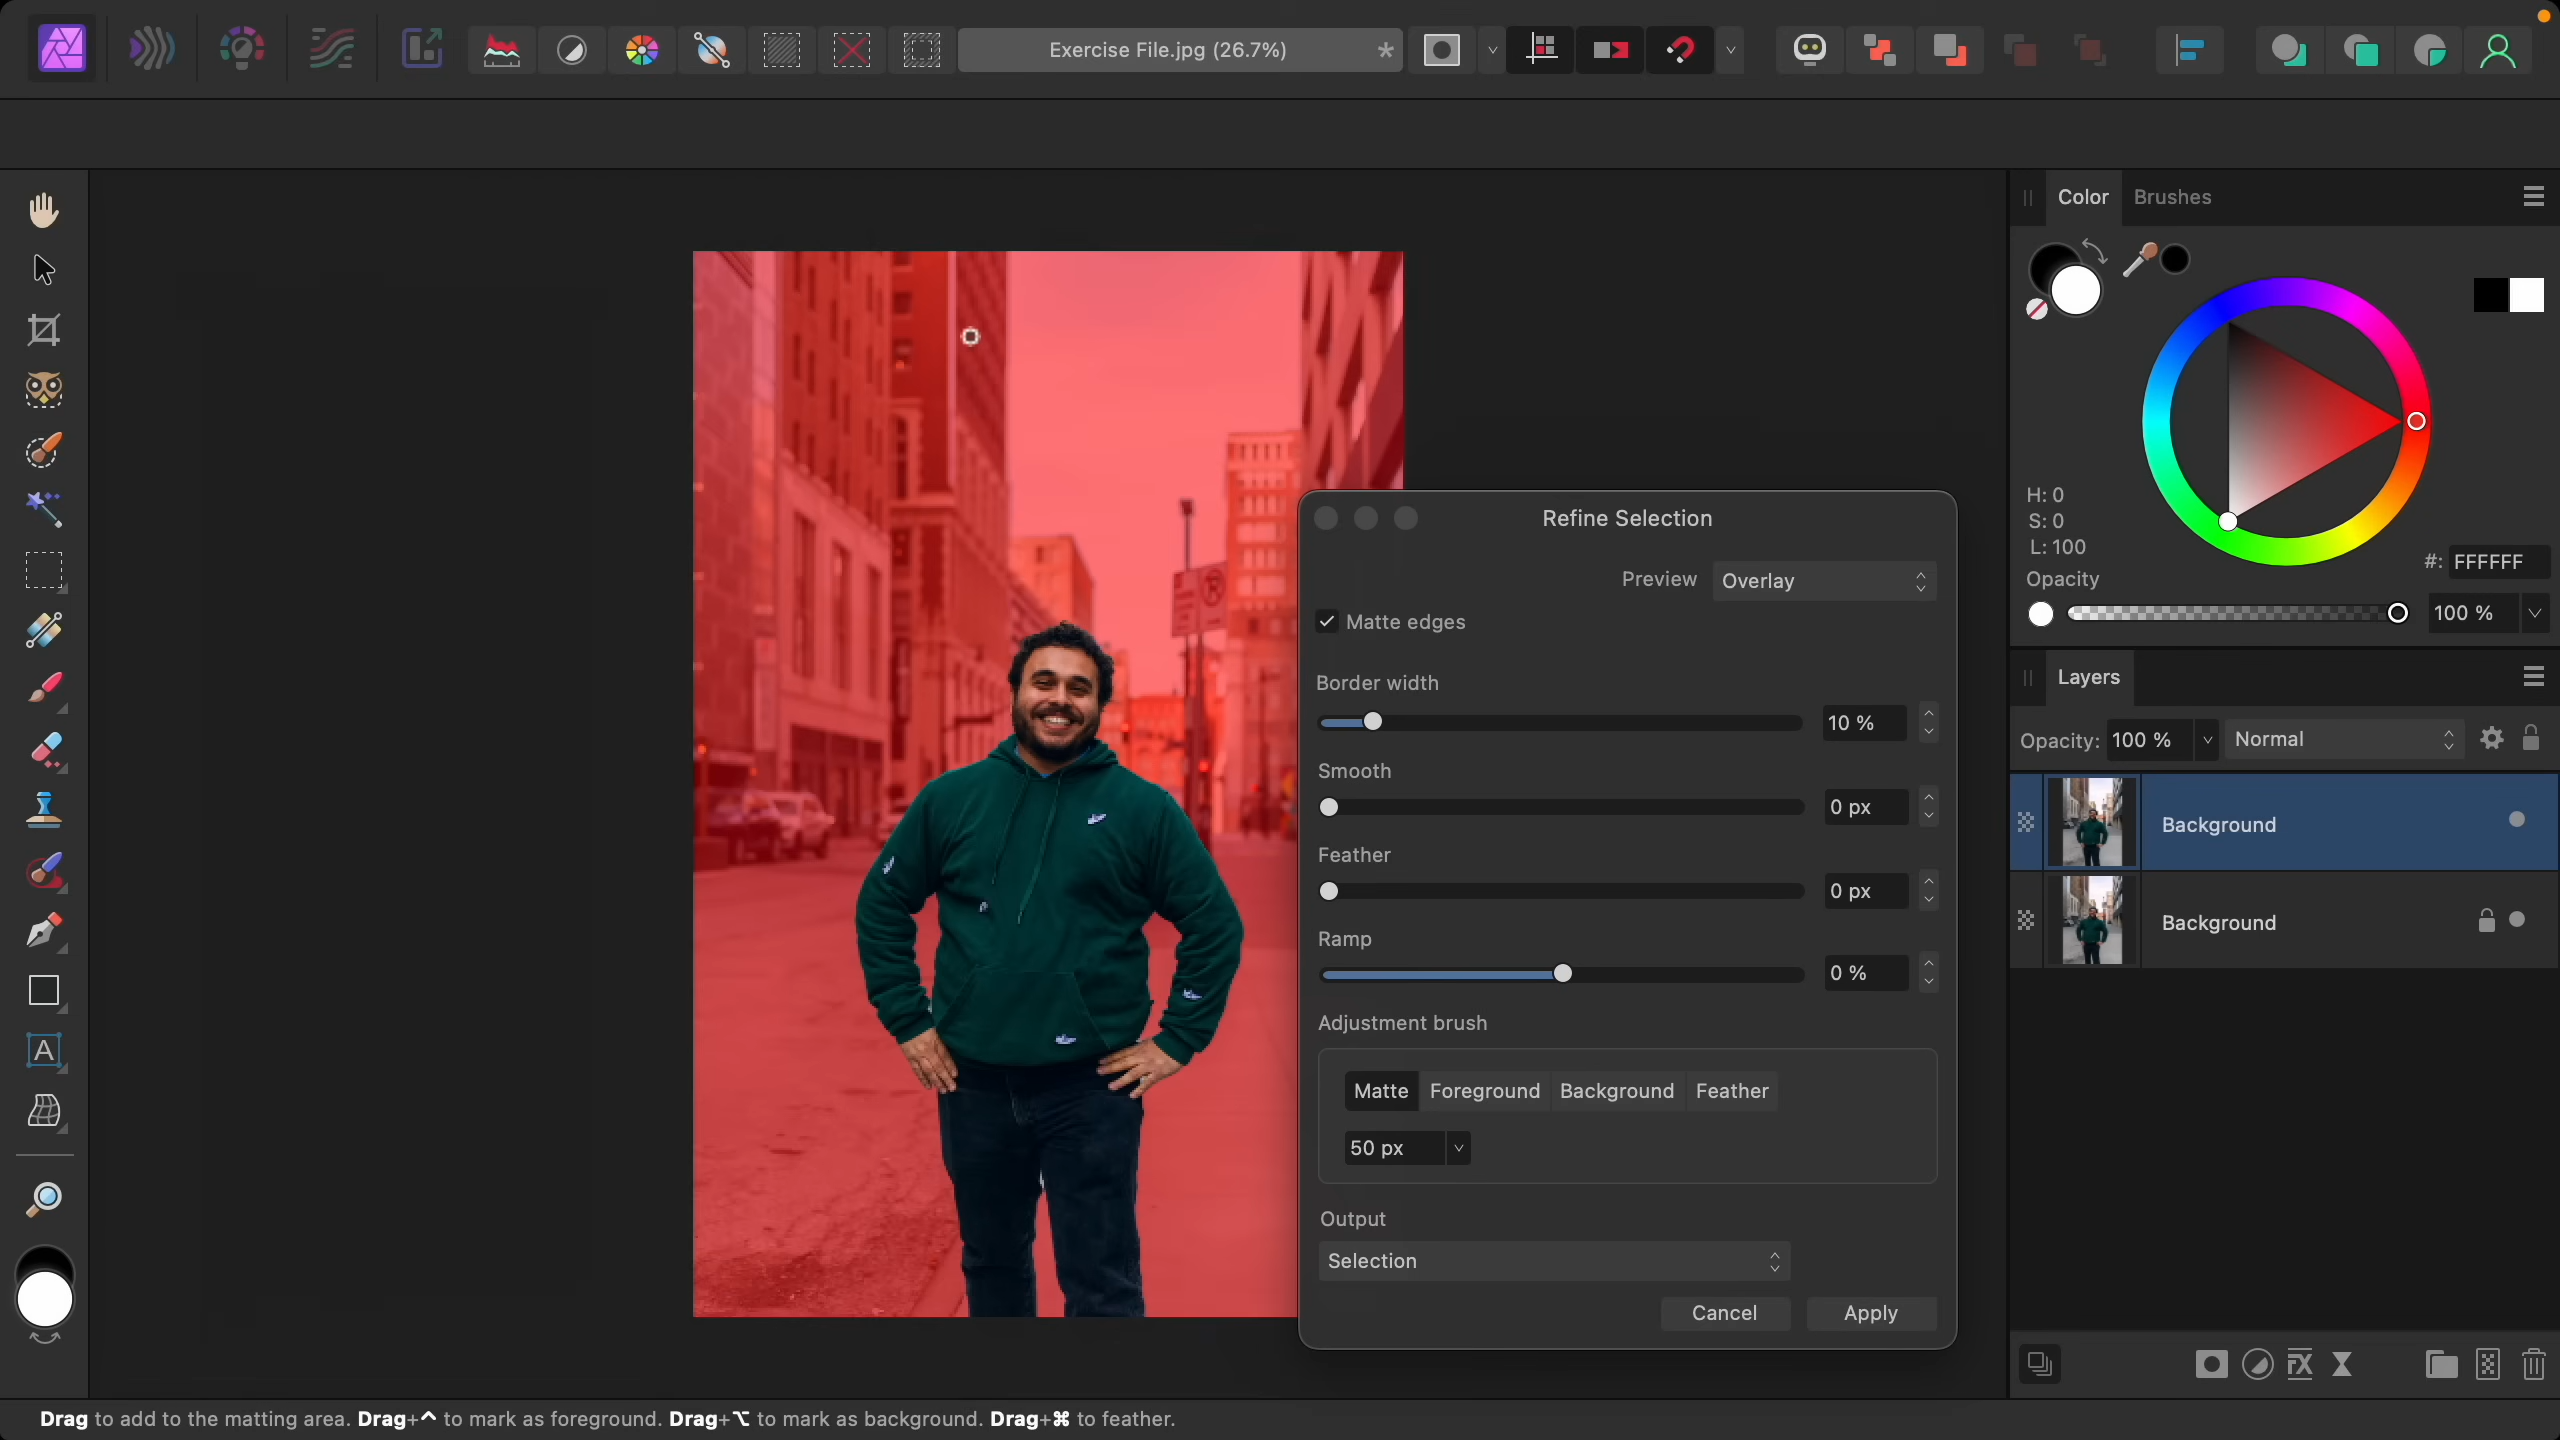 Exercise File.jpg (26.7%)
*
Color
Brushes
H: 0
S: 0
L: 100
#: FFFFFF
Opacity
100 %
Layers
Opacity: 100 %
Normal
Background
Background
Refine Selection
Preview
Overlay
Matte edges
Border width
10 %
Smooth
0 px
Feather
0 px
Ramp
0 %
Adjustment brush
Matte
Foreground
Background
Feather
50 px
Output
Selection
Cancel
Apply
Drag to add to the matting area. Drag+⌃ to mark as foreground. Drag+⌥ to mark as background. Drag+⌘ to feather.